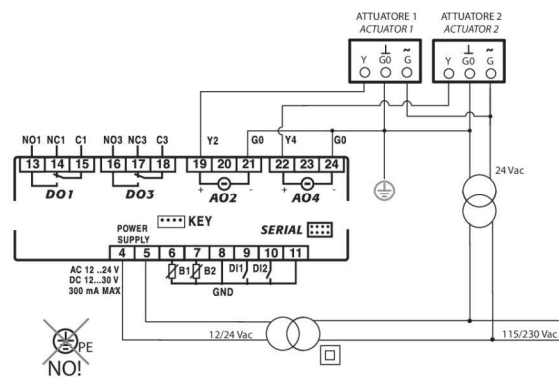 ATTUATORE 1 ATTUATORE 2
ACTUATOR 1 ACTUATOR 2
Y G0 G Y G0 G
~ ~
NO1 NC1 C1 NO3 NC3 C3 Y2 G0 Y4 G0
13 14 15 16 17 18 19 20 21 22 23 24
+ - + -
DO1 DO3 AO2 AO4
24 Vac
KEY SERIAL
POWER
SUPPLY
4 5 6 7 8 9 10 11
AC 12 ..24 V
DC 12...30 V
300 mA MAX
B1 B2 DI1 DI2
GND
12/24 Vac 115/230 Vac
PE
NO!